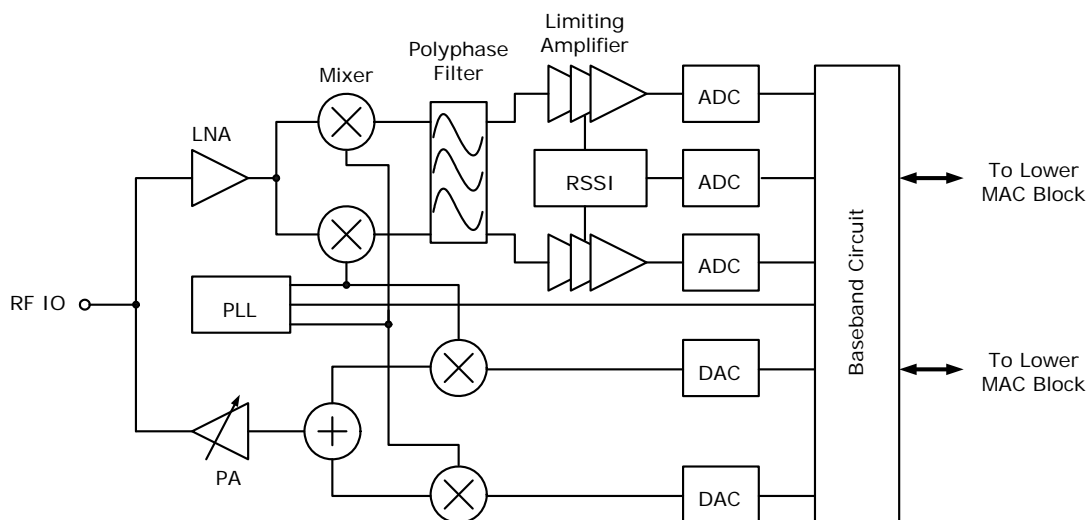 Limiting
Amplifier
Polyphase
Filter
Mixer
ADC
LNA
RSSI
ADC
To Lower
MAC Block
ADC
RF IO
PLL
Baseband Circuit
DAC
To Lower
MAC Block
PA
DAC